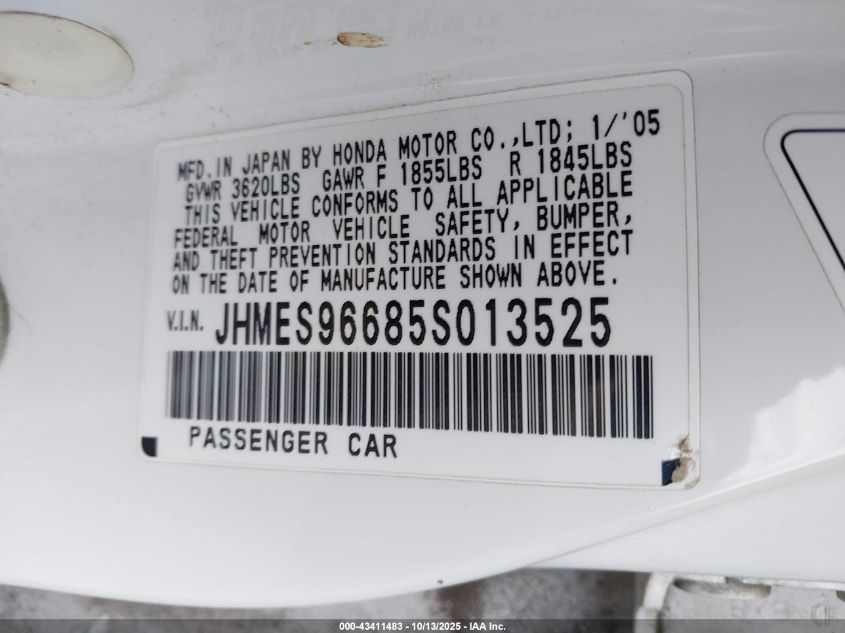 MFD. IN JAPAN BY HONDA MOTOR CO.,LTD; 1/'05
GVWR 3620LBS GAWR F 1855LBS R 1845LBS
THIS VEHICLE CONFORMS TO ALL APPLICABLE
FEDERAL MOTOR VEHICLE SAFETY, BUMPER,
AND THEFT PREVENTION STANDARDS IN EFFECT
ON THE DATE OF MANUFACTURE SHOWN ABOVE.
V.I.N. JHMES96685S013525
PASSENGER CAR
000-43411483 - 10/13/2025 - IAA Inc.